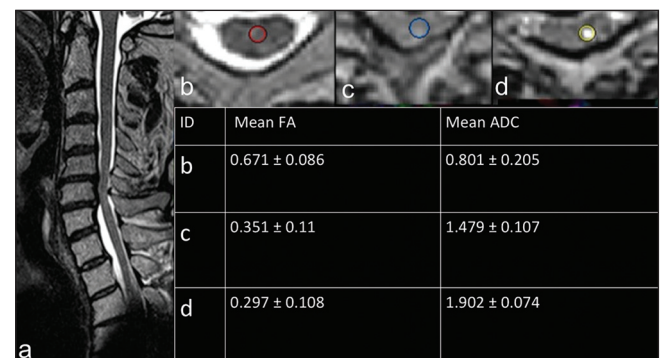 b
c
d
ID Mean FA Mean ADC
b 0.671 ± 0.086 0.801 ± 0.205
c 0.351 ± 0.11 1.479 ± 0.107
d 0.297 ± 0.108 1.902 ± 0.074
a